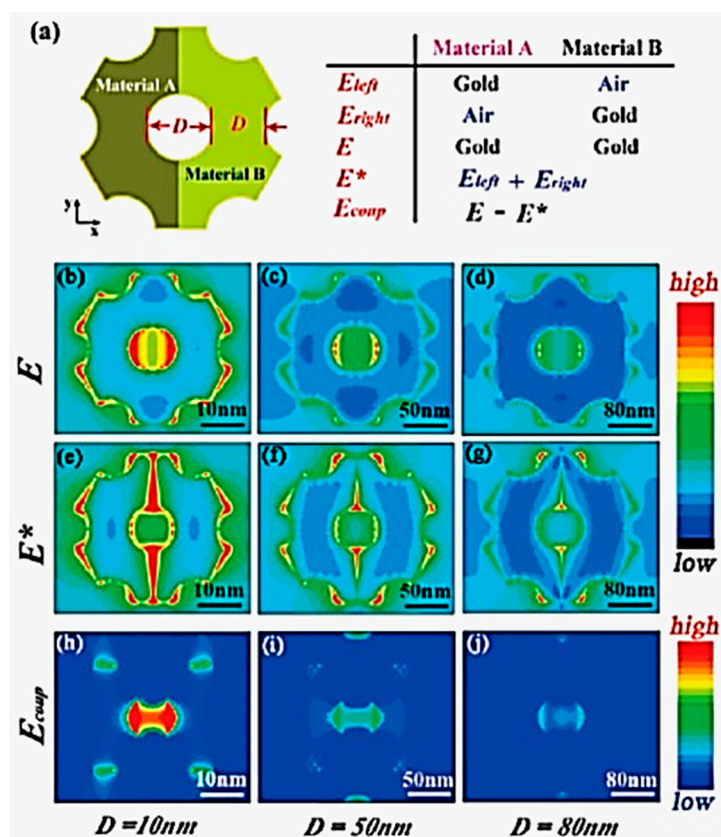 (a)
Material A
D
D
Material B
y
x
Material A Material B
Eleft Gold Air
Eright Air Gold
E Gold Gold
E* Eleft + Eright
Ecoup E - E*
E
(b) 10nm
(c) 50nm
(d) 80nm
high
low
E*
(e) 10nm
(f) 50nm
(g) 80nm
Ecoup
(h) 10nm
(i) 50nm
(j) 80nm
high
low
D =10nm D = 50nm D = 80nm